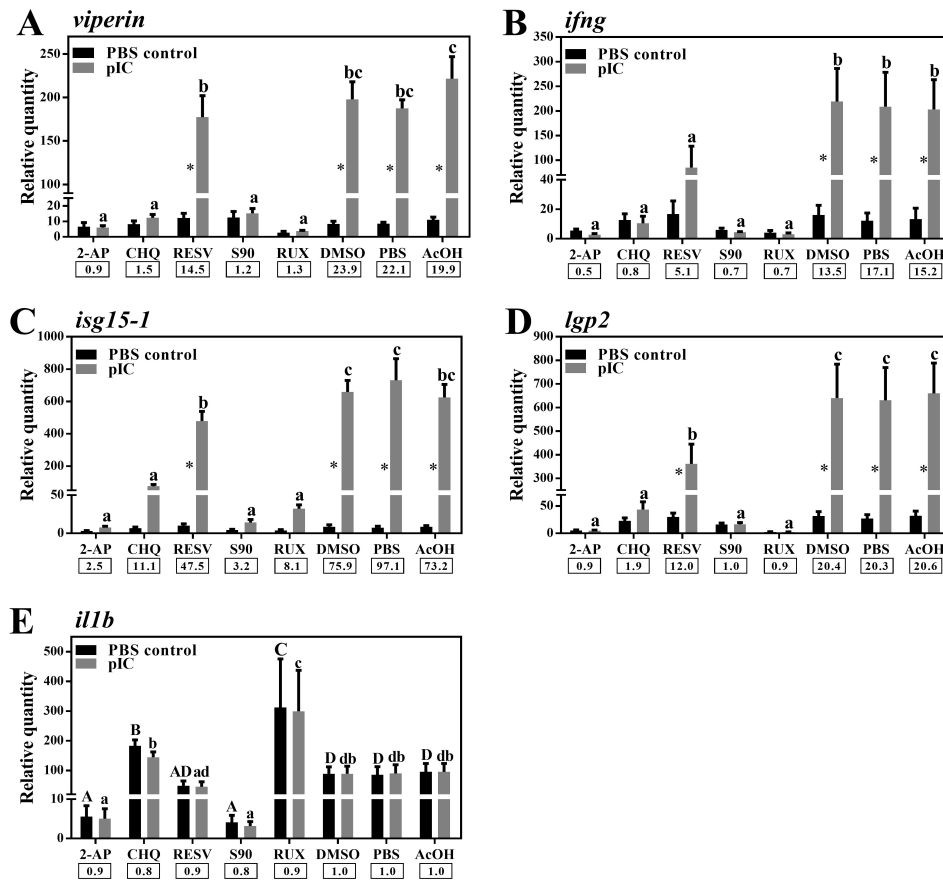 A viperin
Relative quantity
250
200
150
100
20
10
0
PBS control
pIC
a a b a a bc bc c
* * * *
2-AP CHQ RESV S90 RUX DMSO PBS AcOH
0.9 1.5 14.5 1.2 1.3 23.9 22.1 19.9
B ifng
Relative quantity
350
300
250
200
150
100
40
20
0
PBS control
pIC
a a a a a b b b
* * *
2-AP CHQ RESV S90 RUX DMSO PBS AcOH
0.5 0.8 5.1 0.7 0.7 13.5 17.1 15.2
C isg15-1
Relative quantity
1000
800
600
400
200
50
0
PBS control
pIC
a a b a a c c bc
* * * *
2-AP CHQ RESV S90 RUX DMSO PBS AcOH
2.5 11.1 47.5 3.2 8.1 75.9 97.1 73.2
D lgp2
Relative quantity
900
800
700
600
500
400
300
50
0
PBS control
pIC
a a b a a c c c
* * * *
2-AP CHQ RESV S90 RUX DMSO PBS AcOH
0.9 1.9 12.0 1.0 0.9 20.4 20.3 20.6
E il1b
Relative quantity
500
400
300
200
100
10
0
PBS control
pIC
A a B b AD ad A a C c D db D db D db
2-AP CHQ RESV S90 RUX DMSO PBS AcOH
0.9 0.8 0.9 0.8 0.9 1.0 1.0 1.0